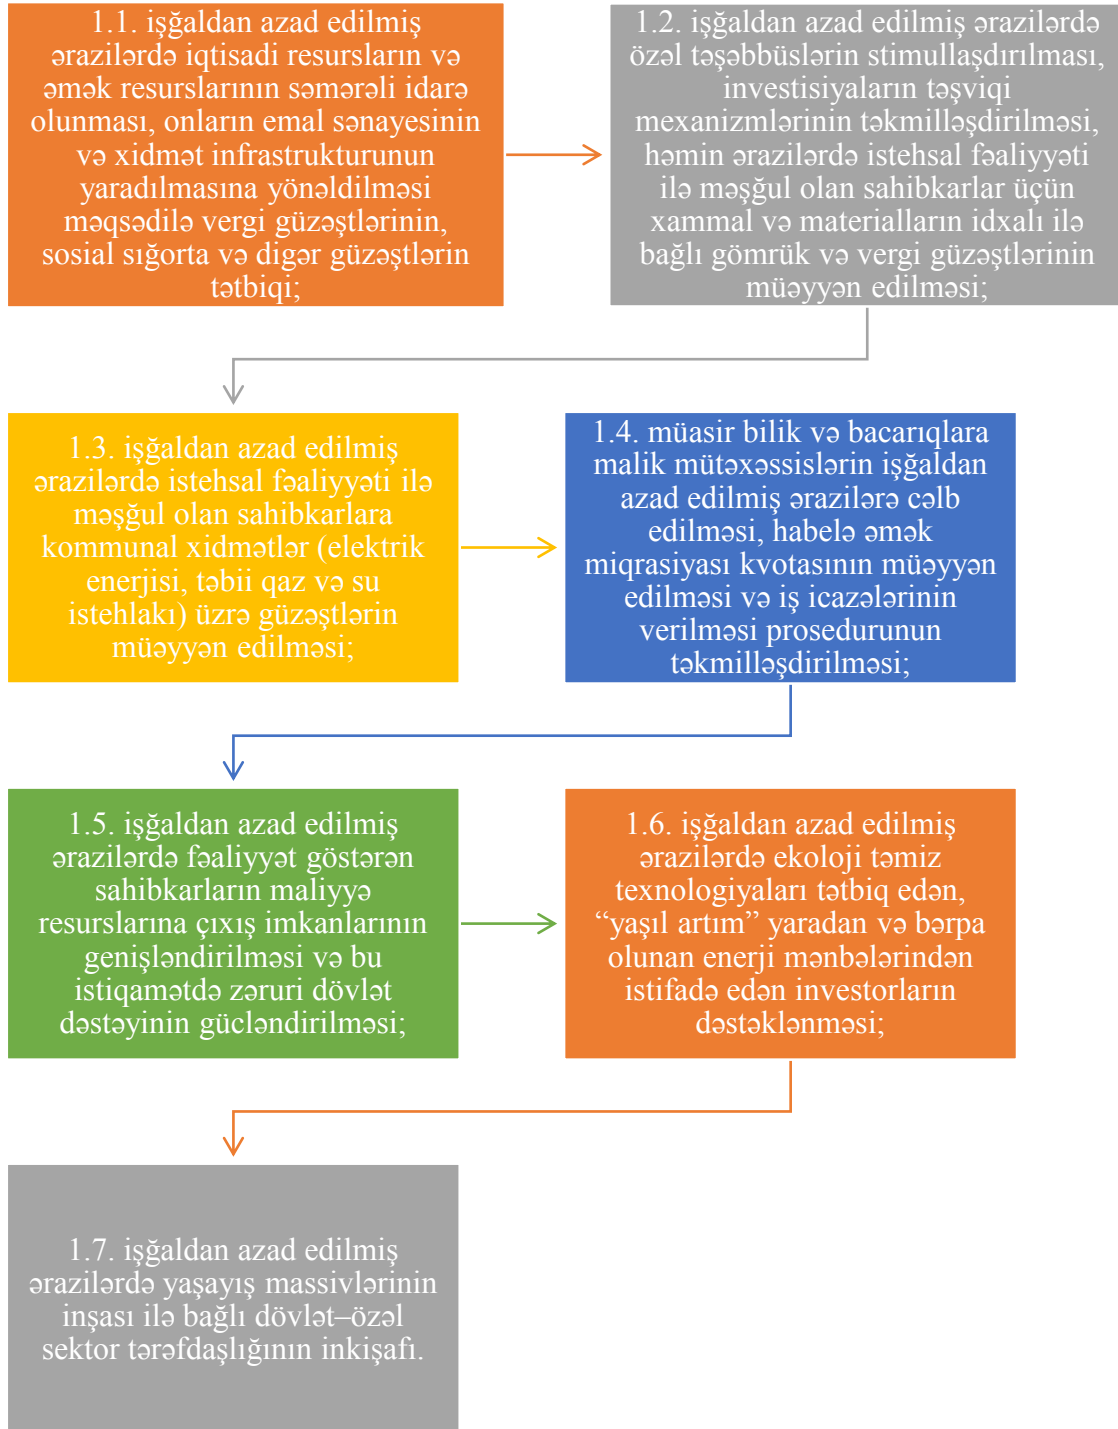 1.1. işğaldan azad edilmiş
ərazilərdə iqtisadi resursların və
əmək resurslarının səmərəli idarə
olunması, onların emal sənayesinin
və xidmət infrastrukturunun
yaradılmasına yönəldilməsi
məqsədilə vergi güzəştlərinin,
sosial sığorta və digər güzəştlərin
tətbiqi;
1.2. işğaldan azad edilmiş ərazilərdə
özəl təşəbbüslərin stimullaşdırılması,
investisiyaların təşviqi
mexanizmlərinin təkmilləşdirilməsi,
həmin ərazilərdə istehsal fəaliyyəti
ilə məşğul olan sahibkarlar üçün
xammal və materialların idxalı ilə
bağlı gömrük və vergi güzəştlərinin
müəyyən edilməsi;
1.3. işğaldan azad edilmiş
ərazilərdə istehsal fəaliyyəti ilə
məşğul olan sahibkarlara
kommunal xidmətlər (elektrik
enerjisi, təbii qaz və su
istehlakı) üzrə güzəştlərin
müəyyən edilməsi;
1.4. müasir bilik və bacarıqlara
malik mütəxəssislərin işğaldan
azad edilmiş ərazilərə cəlb
edilməsi, habelə əmək
miqrasiyası kvotasının müəyyən
edilməsi və iş icazələrinin
verilməsi prosedurunun
təkmilləşdirilməsi;
1.5. işğaldan azad edilmiş
ərazilərdə fəaliyyət göstərən
sahibkarların maliyyə
resurslarına çıxış imkanlarının
genişləndirilməsi və bu
istiqamətdə zəruri dövlət
dəstəyinin gücləndirilməsi;
1.6. işğaldan azad edilmiş
ərazilərdə ekoloji təmiz
texnologiyaları tətbiq edən,
“yaşıl artım” yaradan və bərpa
olunan enerji mənbələrindən
istifadə edən investorların
dəstəklənməsi;
1.7. işğaldan azad edilmiş
ərazilərdə yaşayış massivlərinin
inşası ilə bağlı dövlət–özəl
sektor tərəfdaşlığının inkişafı.